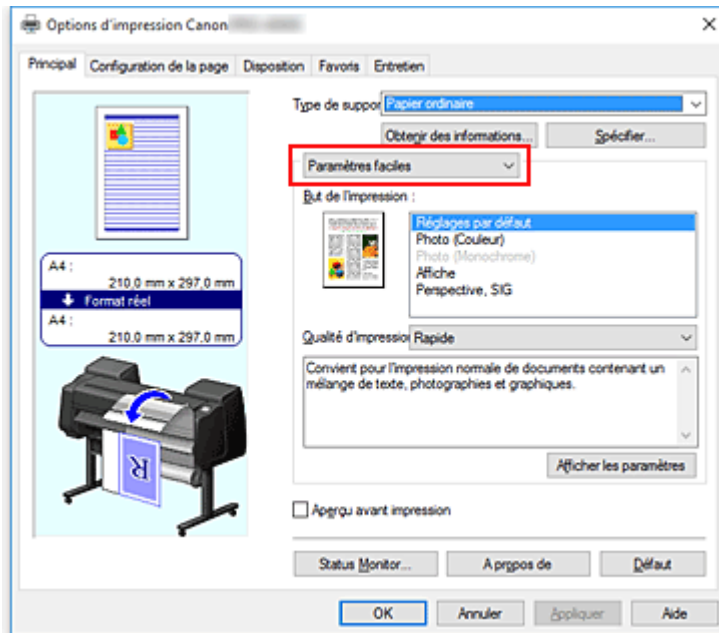 Options d'impression Canon
Principal Configuration de la page Disposition Favoris Entretien
Type de suppor Papier ordinaire
Obtenir des informations... Spécifier...
Paramètres faciles
But de l'impression :
Réglages par défaut
Photo (Couleur)
Photo (Monochrome)
Affiche
Perspective, SIG
A4 :
210,0 mm x 297,0 mm
Format réel
A4 :
210,0 mm x 297,0 mm
Qualité d'impression Rapide
Convient pour l'impression normale de documents contenant un
mélange de texte, photographies et graphiques.
Afficher les paramètres
R
Aperçu avant impression
Status Monitor... A propos de Défaut
OK Annuler Appliquer Aide